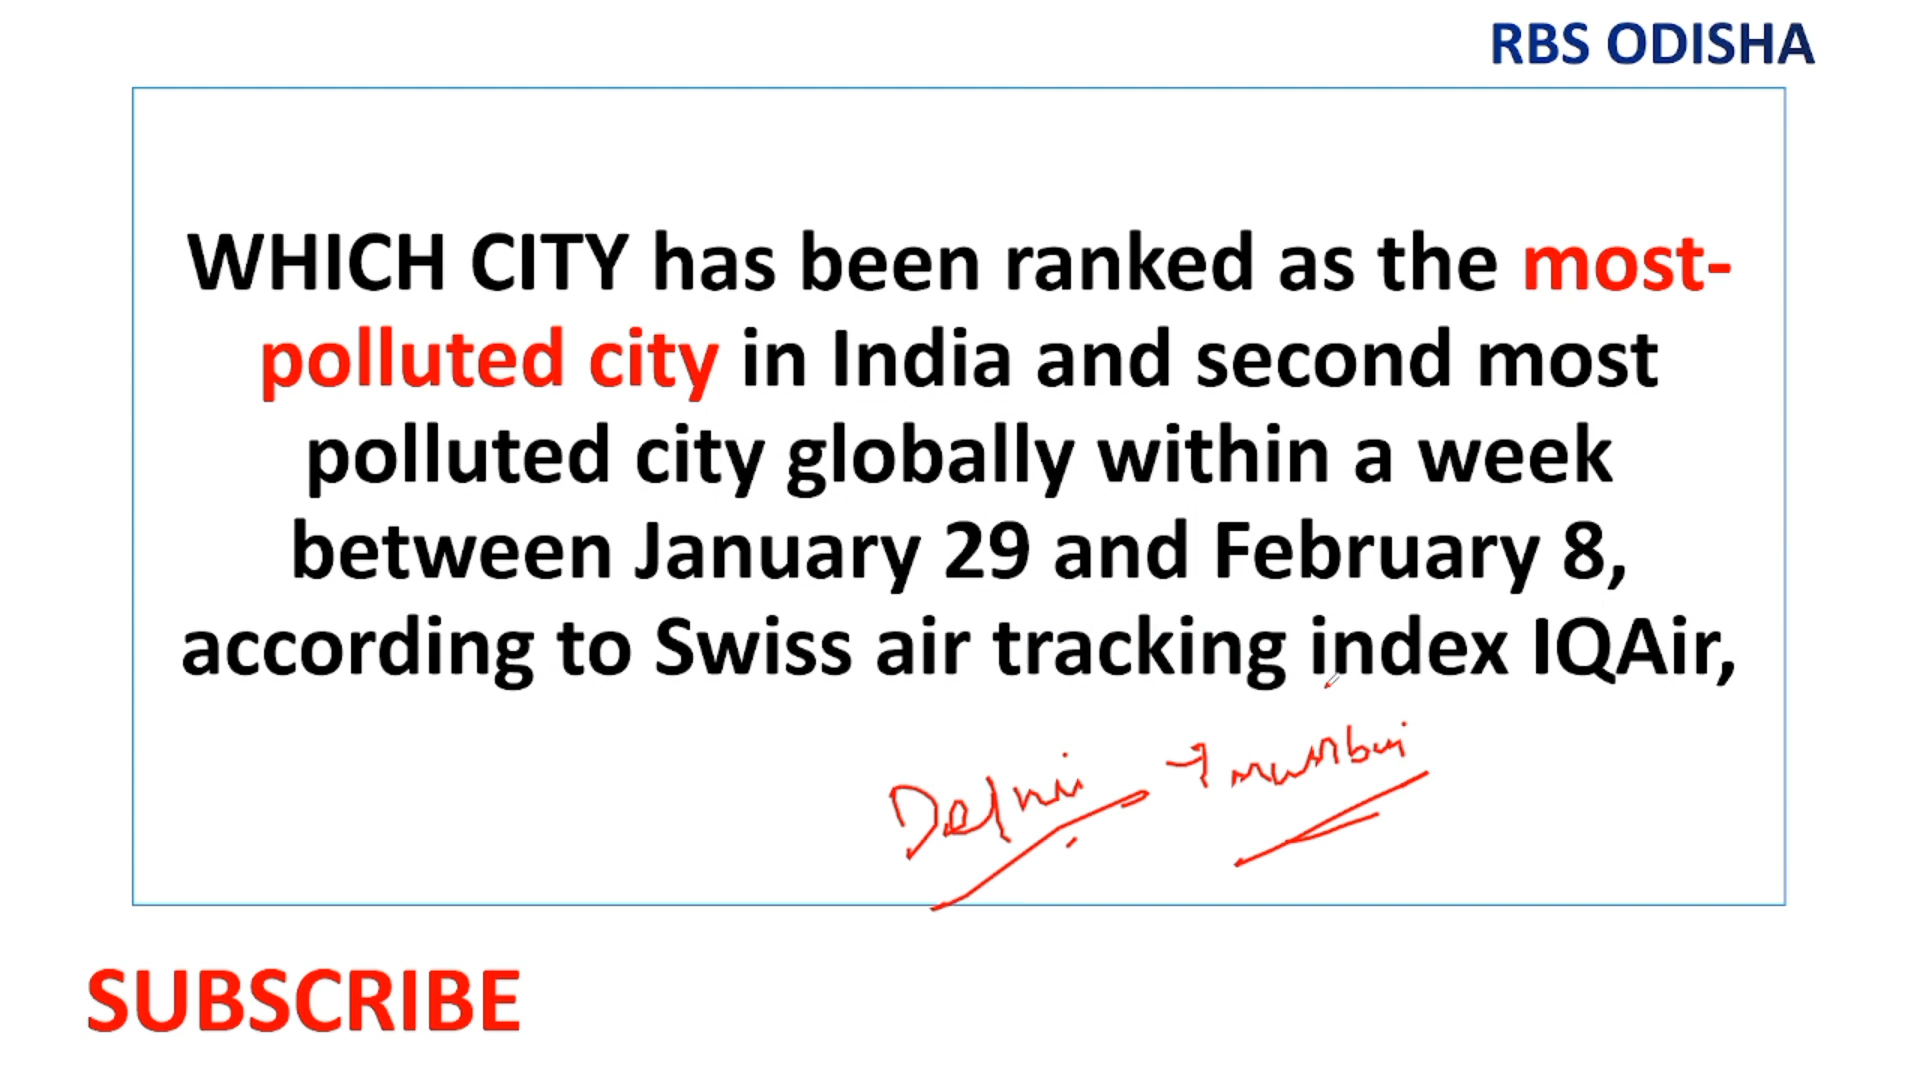 RBS ODISHA
WHICH CITY has been ranked as the most-
polluted city in India and second most
polluted city globally within a week
between January 29 and February 8,
according to Swiss air tracking index IQAir,
Delhi → mumbai
SUBSCRIBE